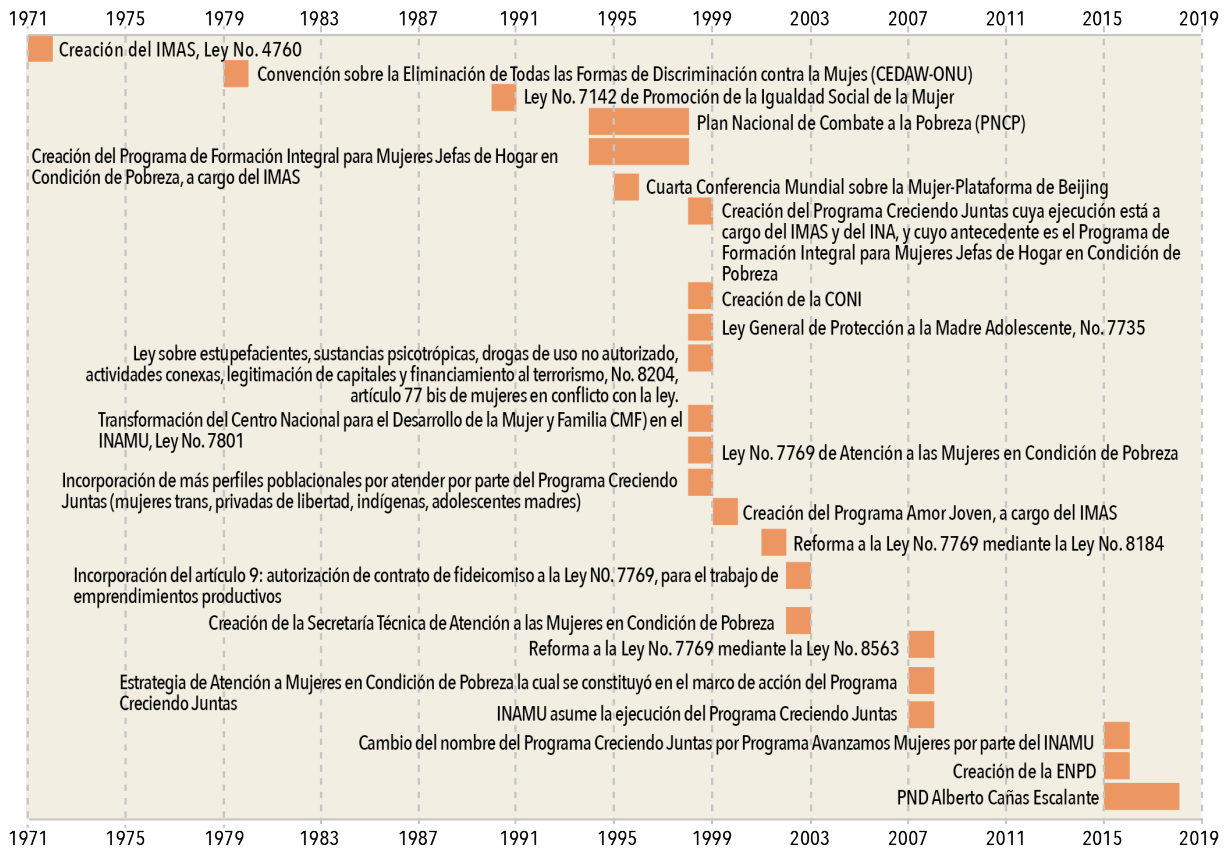 1971 1975 1979 1983 1987 1991 1995 1999 2003 2007 2011 2015 2019
Creación del IMAS, Ley No. 4760
Convención sobre la Eliminación de Todas las Formas de Discriminación contra la Mujes (CEDAW-ONU)
Ley No. 7142 de Promoción de la Igualdad Social de la Mujer
Plan Nacional de Combate a la Pobreza (PNCP)
Creación del Programa de Formación Integral para Mujeres Jefas de Hogar en
Condición de Pobreza, a cargo del IMAS
Cuarta Conferencia Mundial sobre la Mujer-Plataforma de Beijing
Creación del Programa Creciendo Juntas cuya ejecución está a
cargo del IMAS y del INA, y cuyo antecedente es el Programa de
Formación Integral para Mujeres Jefas de Hogar en Condición de
Pobreza
Creación de la CONI
Ley General de Protección a la Madre Adolescente, No. 7735
Ley sobre estupefacientes, sustancias psicotrópicas, drogas de uso no autorizado,
actividades conexas, legitimación de capitales y financiamiento al terrorismo, No. 8204,
artículo 77 bis de mujeres en conflicto con la ley.
Transformación del Centro Nacional para el Desarrollo de la Mujer y Familia CMF) en el
INAMU, Ley No. 7801
Ley No. 7769 de Atención a las Mujeres en Condición de Pobreza
Incorporación de más perfiles poblacionales por atender por parte del Programa Creciendo
Juntas (mujeres trans, privadas de libertad, indígenas, adolescentes madres)
Creación del Programa Amor Joven, a cargo del IMAS
Reforma a la Ley No. 7769 mediante la Ley No. 8184
Incorporación del artículo 9: autorización de contrato de fideicomiso a la Ley N0. 7769, para el trabajo de
emprendimientos productivos
Creación de la Secretaría Técnica de Atención a las Mujeres en Condición de Pobreza
Reforma a la Ley No. 7769 mediante la Ley No. 8563
Estrategia de Atención a Mujeres en Condición de Pobreza la cual se constituyó en el marco de acción del Programa
Creciendo Juntas
INAMU asume la ejecución del Programa Creciendo Juntas
Cambio del nombre del Programa Creciendo Juntas por Programa Avanzamos Mujeres por parte del INAMU
Creación de la ENPD
PND Alberto Cañas Escalante
1971 1975 1979 1983 1987 1991 1995 1999 2003 2007 2011 2015 2019